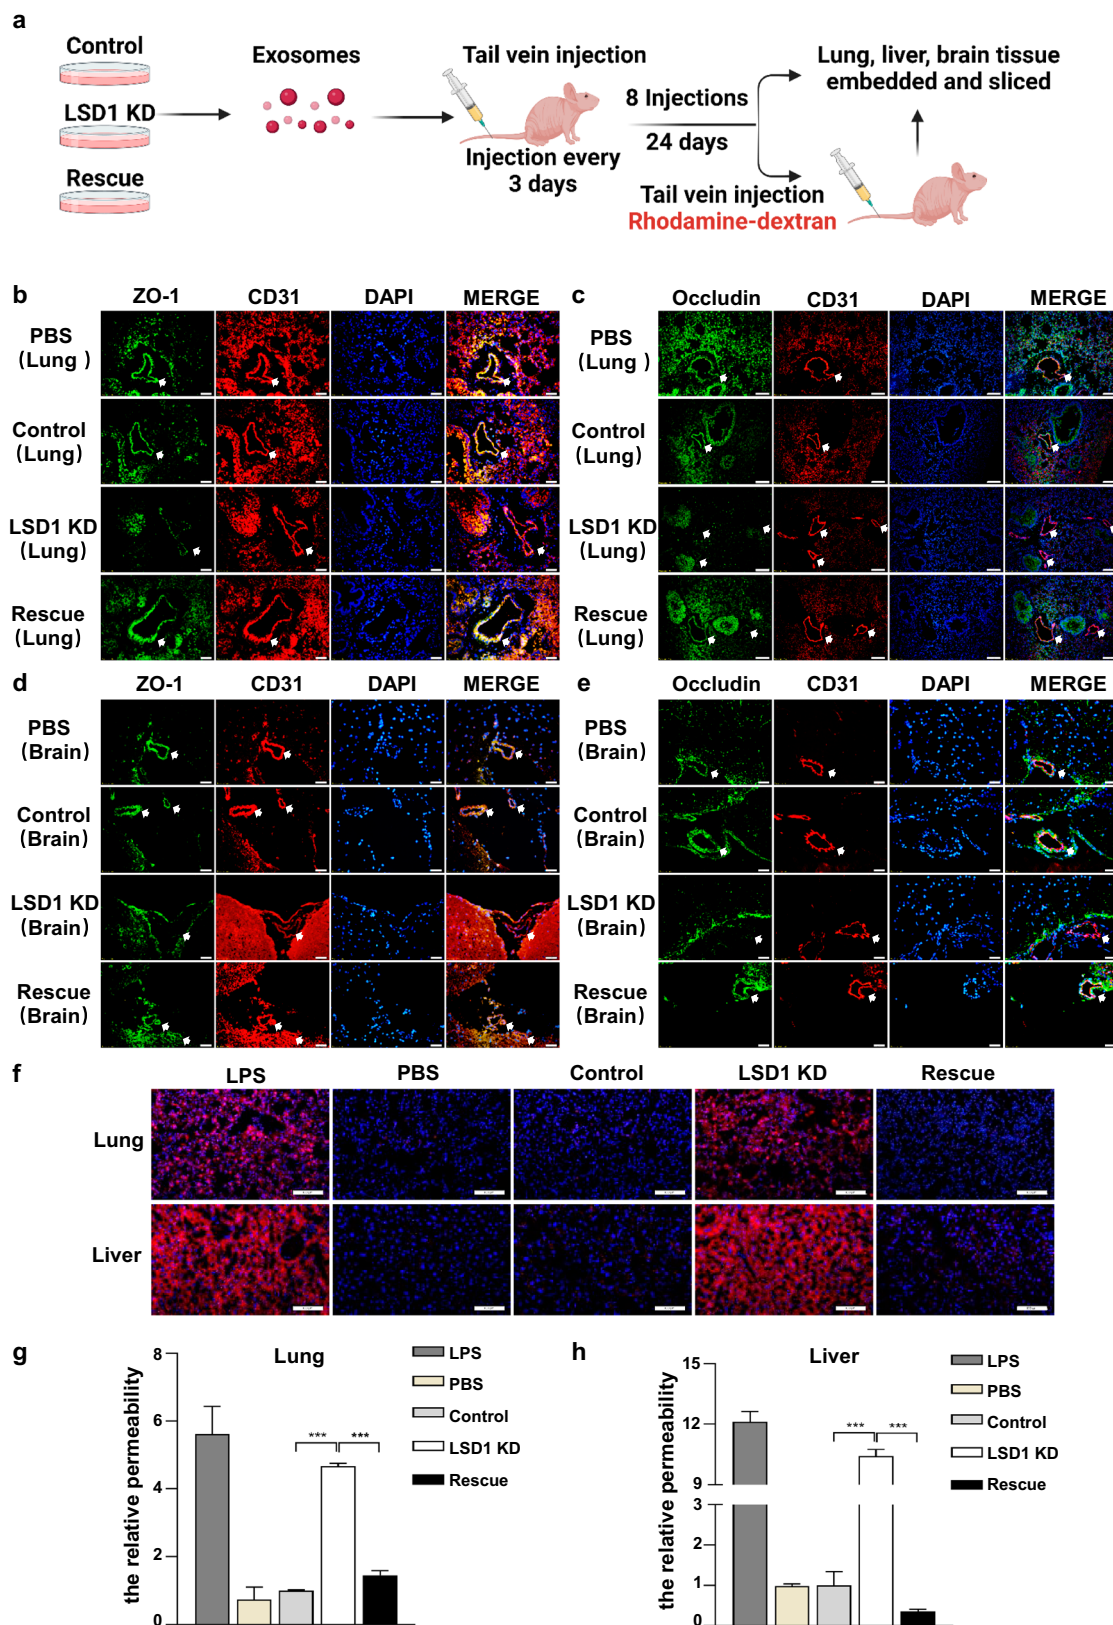 a
Control
LSD1 KD
Rescue
Exosomes
Tail vein injection
Injection every
3 days
8 Injections
24 days
Lung, liver, brain tissue
embedded and sliced
Tail vein injection
Rhodamine-dextran
b
ZO-1 CD31 DAPI MERGE
PBS
(Lung )
Control
(Lung)
LSD1 KD
(Lung)
Rescue
(Lung)
c
Occludin CD31 DAPI MERGE
PBS
(Lung)
Control
(Lung)
LSD1 KD
(Lung)
Rescue
(Lung)
d
ZO-1 CD31 DAPI MERGE
PBS
(Brain)
Control
(Brain)
LSD1 KD
(Brain)
Rescue
(Brain)
e
Occludin CD31 DAPI MERGE
PBS
(Brain)
Control
(Brain)
LSD1 KD
(Brain)
Rescue
(Brain)
f
LPS PBS Control LSD1 KD Rescue
Lung
Liver
g
Lung
the relative permeability
8
6
4
2
0
*** ***
LPS
PBS
Control
LSD1 KD
Rescue
h
Liver
the relative permeability
15
12
9
3
2
1
0
*** ***
LPS
PBS
Control
LSD1 KD
Rescue